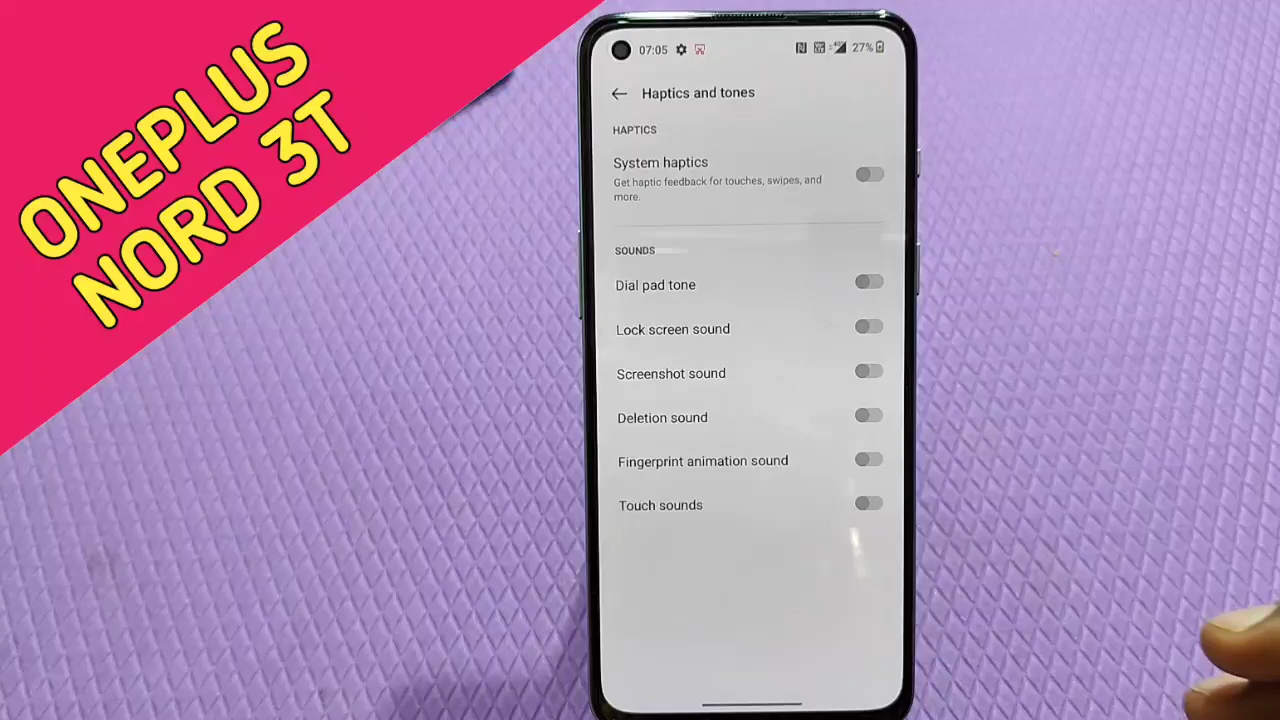 ONEPLUS
NORD 3T
07:05
27%
Haptics and tones
HAPTICS
System haptics
Get haptic feedback for touches, swipes, and
more.
SOUNDS
Dial pad tone
Lock screen sound
Screenshot sound
Deletion sound
Fingerprint animation sound
Touch sounds